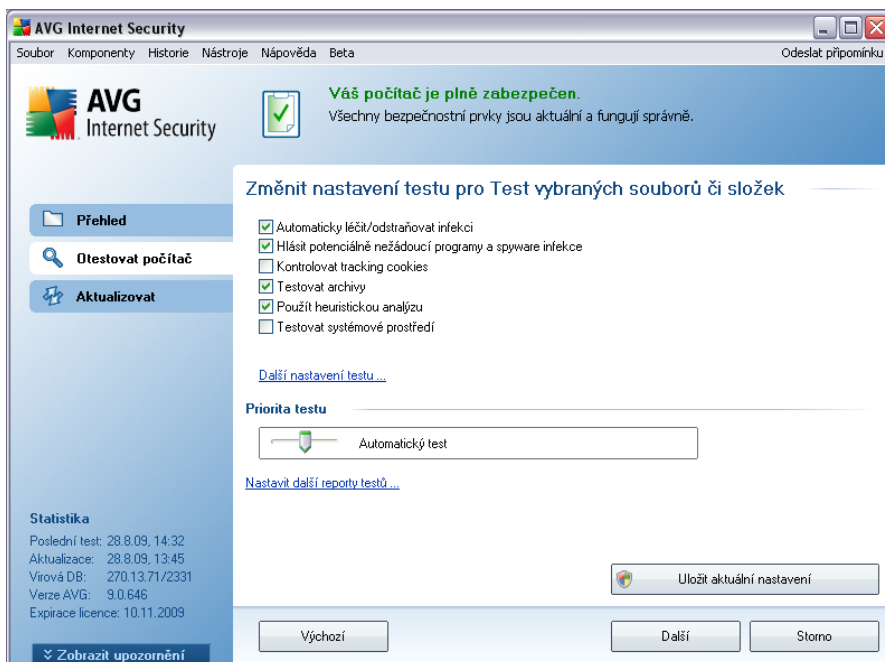 AVG Internet Security
Soubor Komponenty Historie Nástroje Nápověda Beta Odeslat připomínku
AVG
Internet Security
Váš počítač je plně zabezpečen.
Všechny bezpečnostní prvky jsou aktuální a fungují správně.
Přehled
Otestovat počítač
Aktualizovat
Změnit nastavení testu pro Test vybraných souborů či složek
Automaticky léčit/odstraňovat infekci
Hlásit potenciálně nežádoucí programy a spyware infekce
Kontrolovat tracking cookies
Testovat archivy
Použít heuristickou analýzu
Testovat systémové prostředí
Další nastavení testu ...
Priorita testu
Automatický test
Nastavit další reporty testů ...
Statistika
Poslední test: 28.8.09, 14:32
Aktualizace: 28.8.09, 13:45
Virová DB: 270.13.71/2331
Verze AVG: 9.0.646
Expirace licence: 10.11.2009
Zobrazit upozornění
Uložit aktuální nastavení
Výchozí
Další
Storno